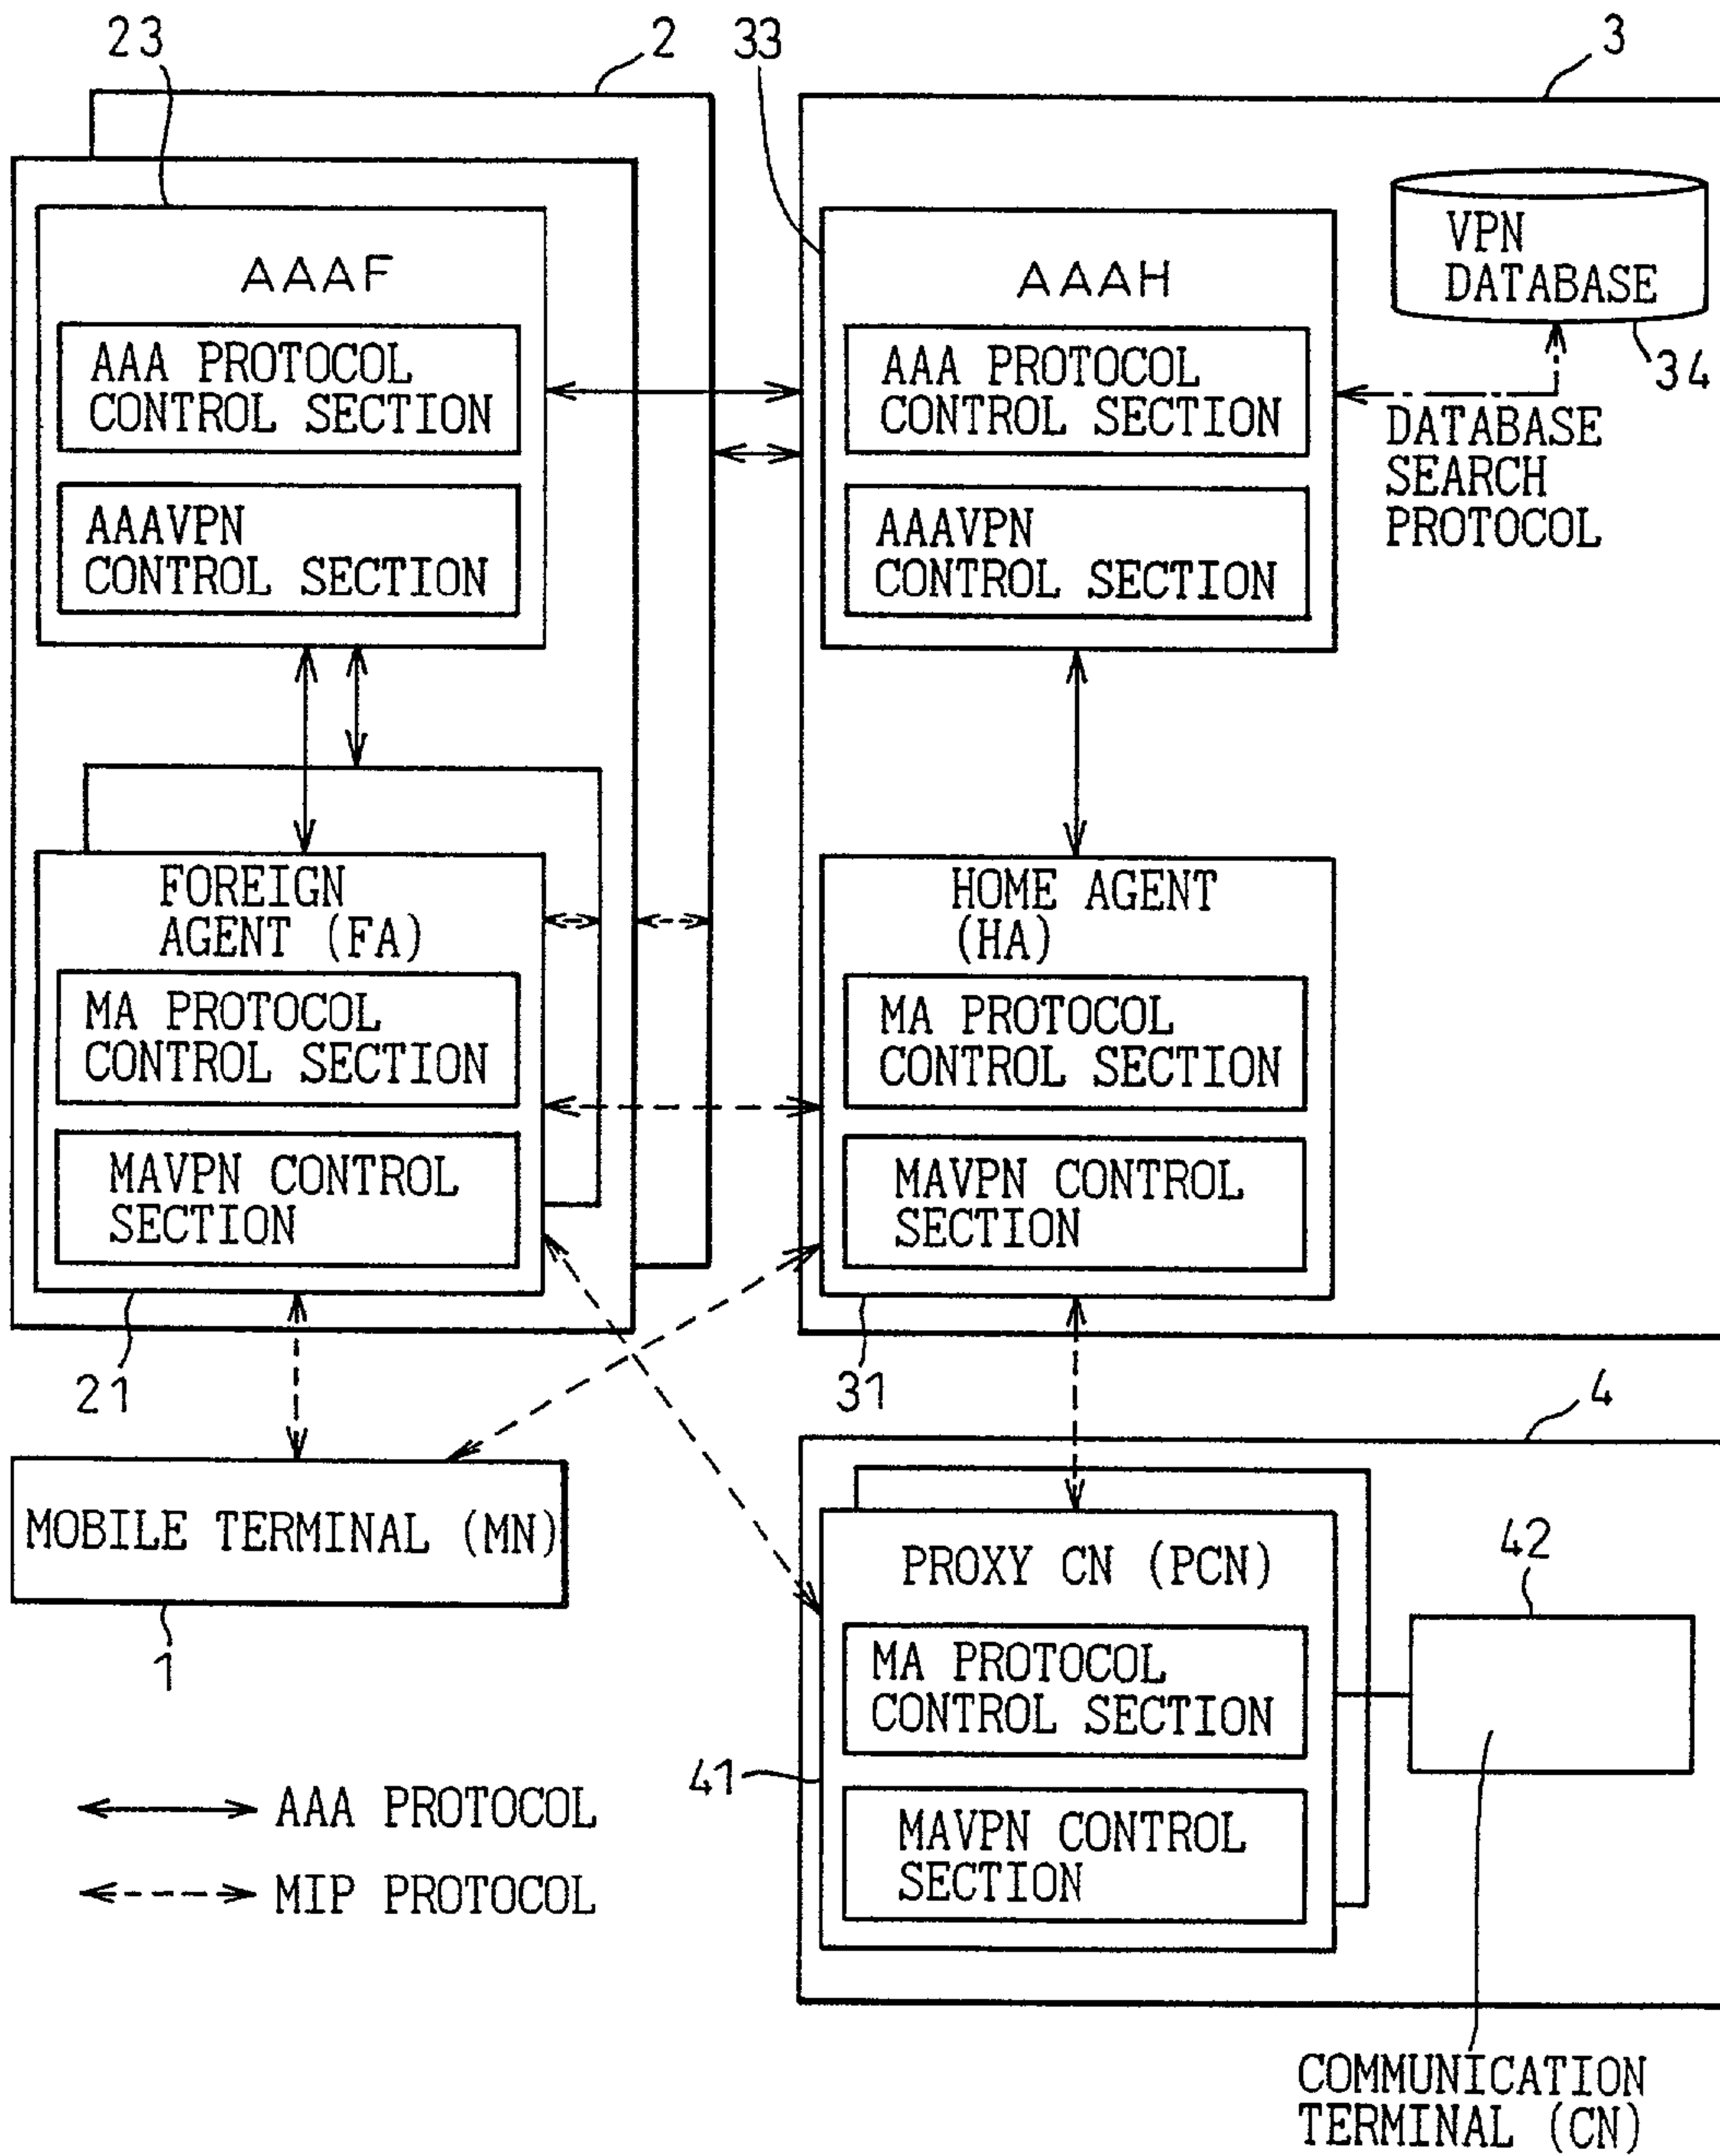 23
2
33
3
AAAF
AAA PROTOCOL
CONTROL SECTION
AAAVPN
CONTROL SECTION
AAAH
AAA PROTOCOL
CONTROL SECTION
AAAVPN
CONTROL SECTION
VPN
DATABASE
34
DATABASE
SEARCH
PROTOCOL
FOREIGN
AGENT (FA)
MA PROTOCOL
CONTROL SECTION
MAVPN CONTROL
SECTION
21
HOME AGENT
(HA)
MA PROTOCOL
CONTROL SECTION
MAVPN CONTROL
SECTION
31
4
MOBILE TERMINAL (MN)
1
PROXY CN (PCN)
MA PROTOCOL
CONTROL SECTION
MAVPN CONTROL
SECTION
41
42
AAA PROTOCOL
MIP PROTOCOL
COMMUNICATION
TERMINAL (CN)